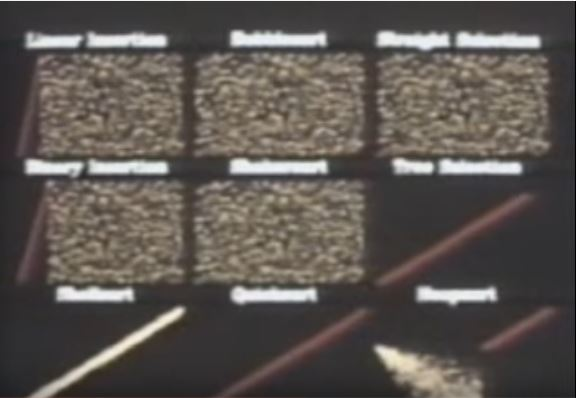 Linear Insertion Bubblesort Straight Selection
Binary Insertion Shakersort Tree Selection
Shellsort Quicksort Heapsort